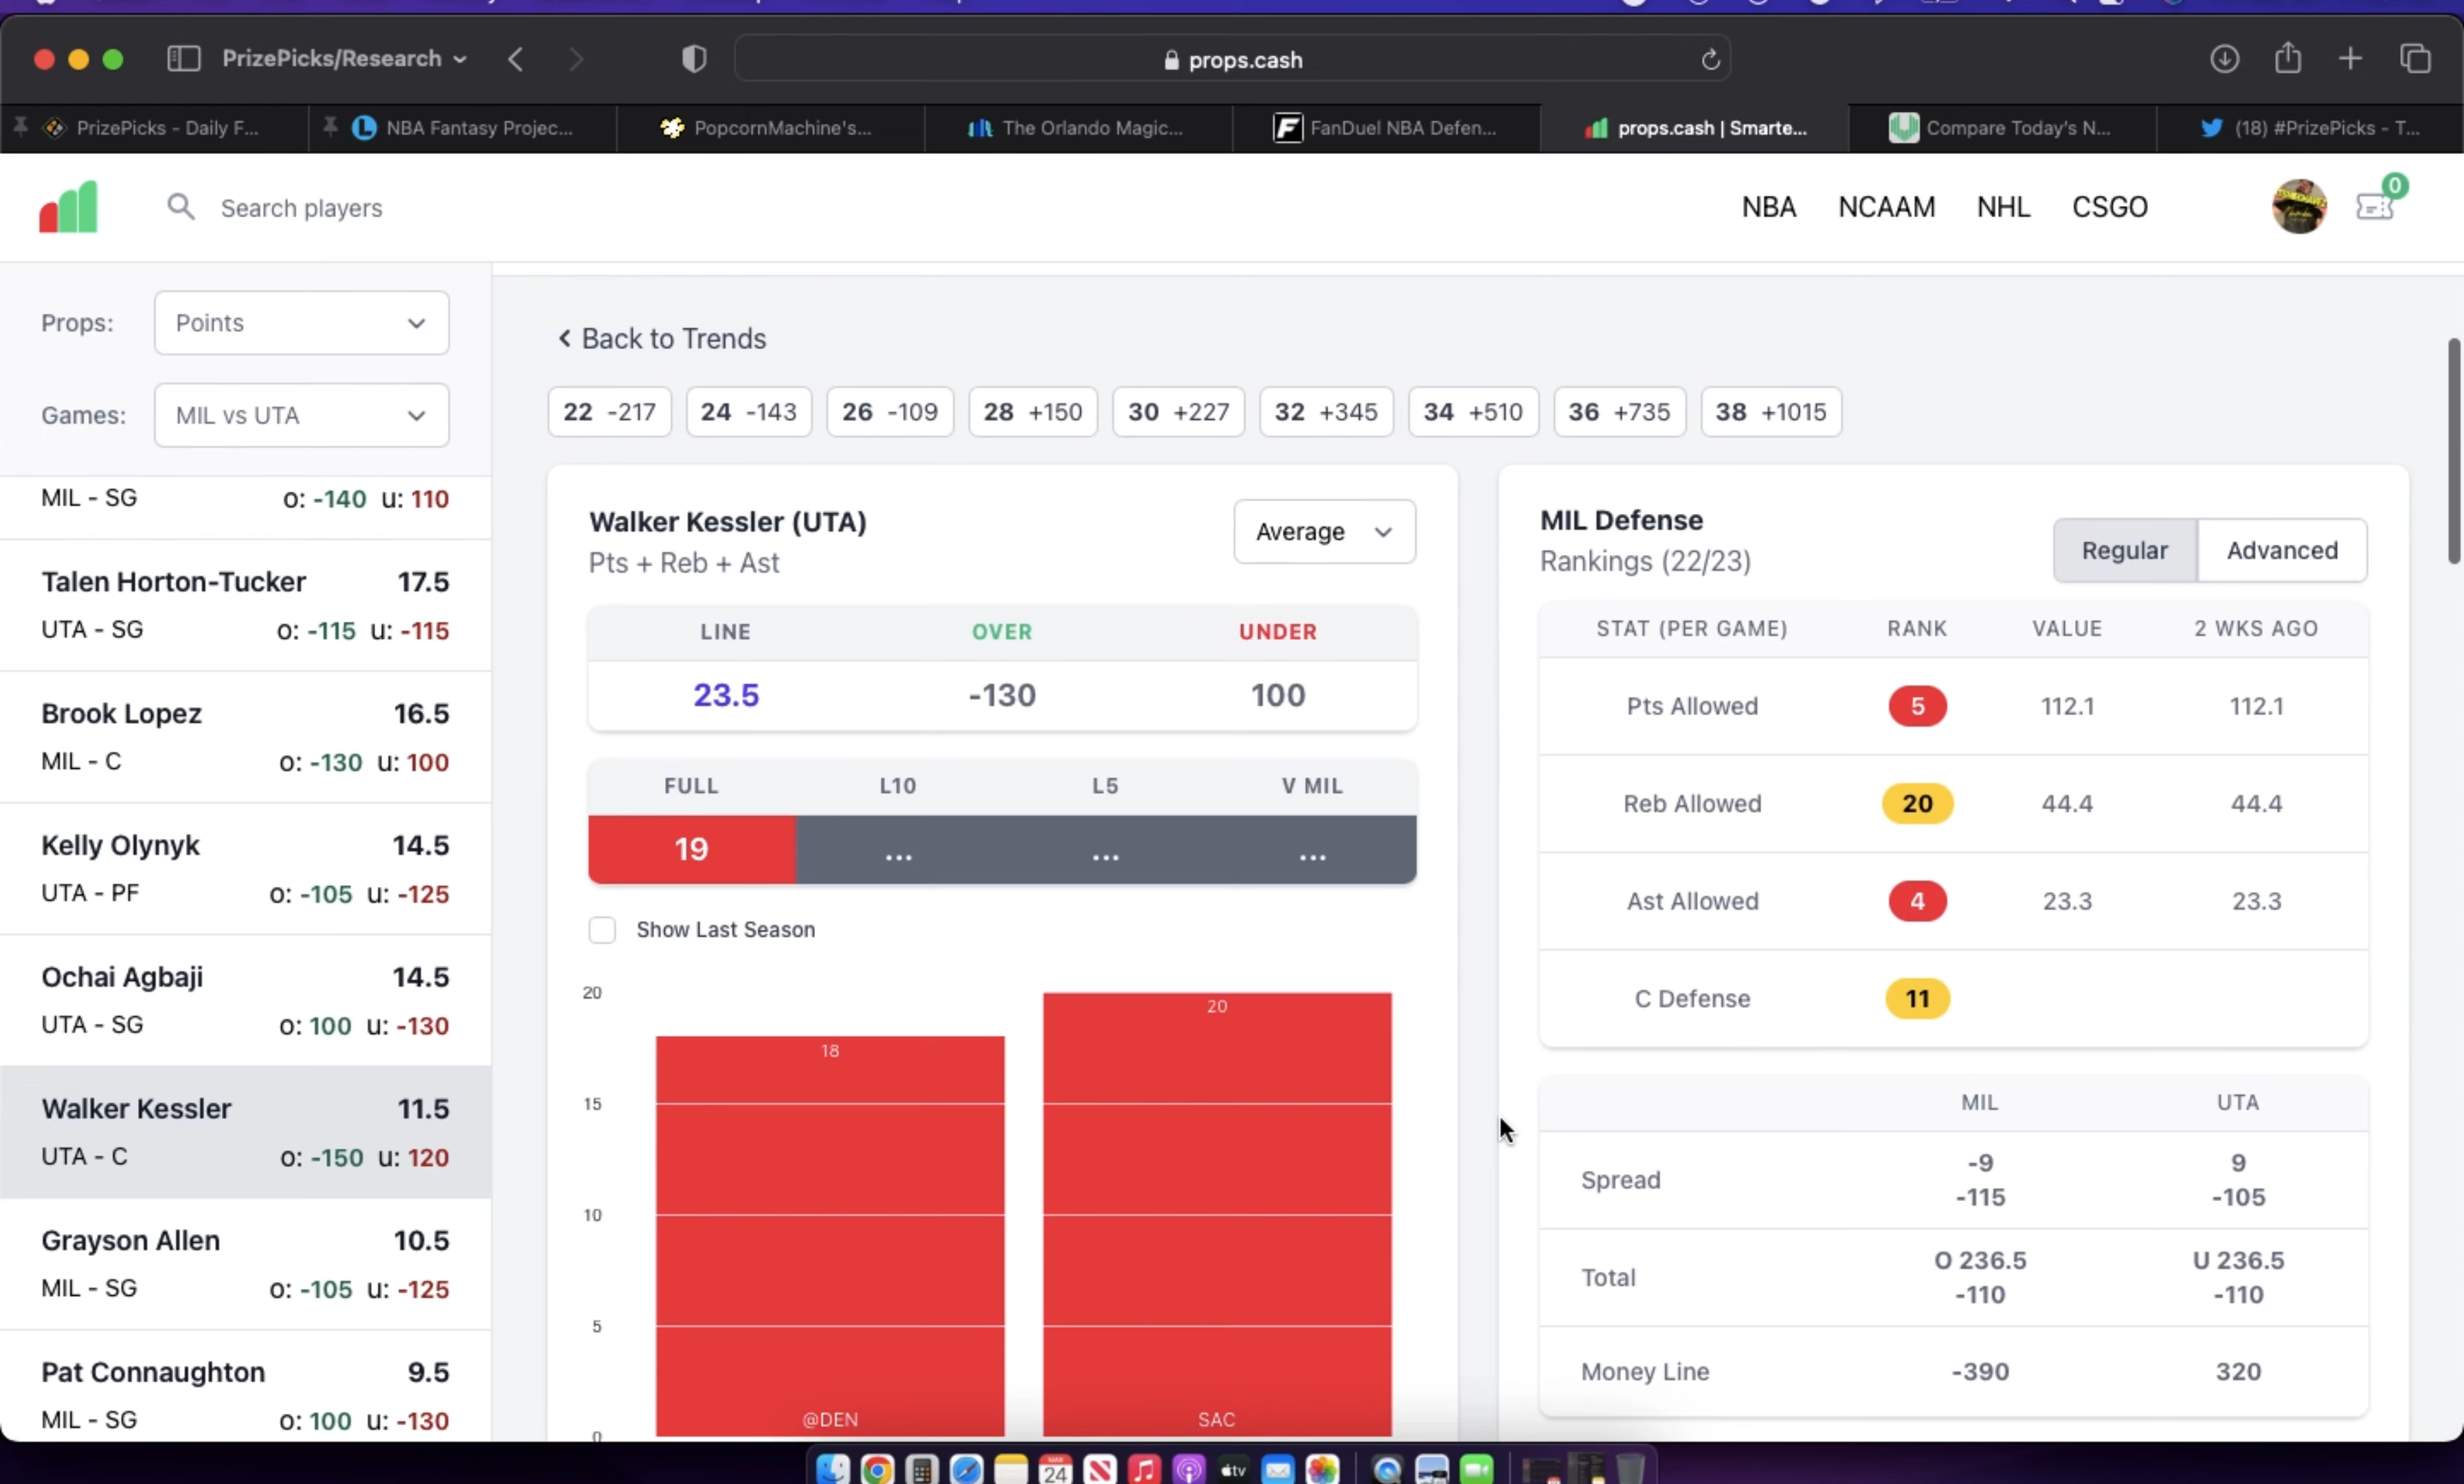 PrizePicks/Research
props.cash
PrizePicks - Daily F...
NBA Fantasy Projec...
PopcornMachine's...
The Orlando Magic...
FanDuel NBA Defen...
props.cash | Smarte...
Compare Today's N...
(18) #PrizePicks - T...
Search players
NBA NCAAM NHL CSGO
0
Props: Points
Games: MIL vs UTA
MIL - SG o: -140 u: 110
Talen Horton-Tucker 17.5
UTA - SG o: -115 u: -115
Brook Lopez 16.5
MIL - C o: -130 u: 100
Kelly Olynyk 14.5
UTA - PF o: -105 u: -125
Ochai Agbaji 14.5
UTA - SG o: 100 u: -130
Walker Kessler 11.5
UTA - C o: -150 u: 120
Grayson Allen 10.5
MIL - SG o: -105 u: -125
Pat Connaughton 9.5
MIL - SG o: 100 u: -130
Back to Trends
22 -217 24 -143 26 -109 28 +150 30 +227 32 +345 34 +510 36 +735 38 +1015
Walker Kessler (UTA)
Pts + Reb + Ast
Average
LINE OVER UNDER
23.5 -130 100
FULL L10 L5 V MIL
19 ... ... ...
Show Last Season
20
15
10
5
0
18
20
@DEN SAC
MIL Defense
Rankings (22/23)
Regular Advanced
STAT (PER GAME) RANK VALUE 2 WKS AGO
Pts Allowed 5 112.1 112.1
Reb Allowed 20 44.4 44.4
Ast Allowed 4 23.3 23.3
C Defense 11
MIL UTA
Spread
-9 9
-115 -105
Total
O 236.5 U 236.5
-110 -110
Money Line -390 320
24
tv